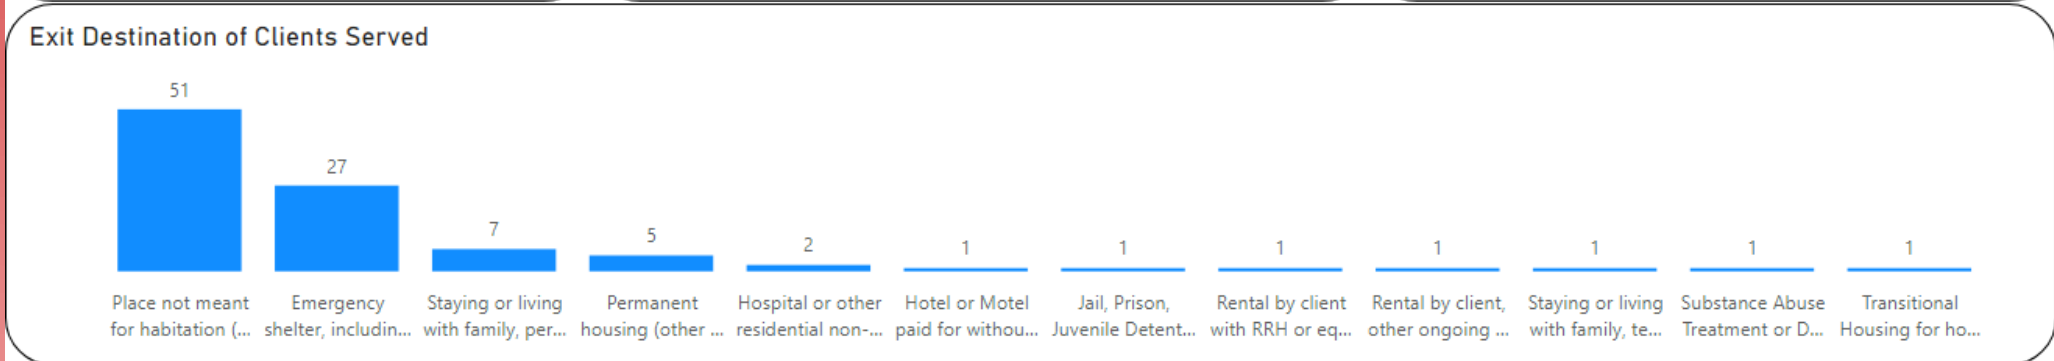 Exit Destination of Clients Served
51
27
7
5
2
1
1
1
1
1
1
1
Place not meant
for habitation (...
Emergency
shelter, includin...
Staying or living
with family, per...
Permanent
housing (other ...
Hospital or other
residential non-...
Hotel or Motel
paid for withou...
Jail, Prison,
Juvenile Detent...
Rental by client
with RRH or eq...
Rental by client,
other ongoing ...
Staying or living
with family, te...
Substance Abuse
Treatment or D...
Transitional
Housing for ho...